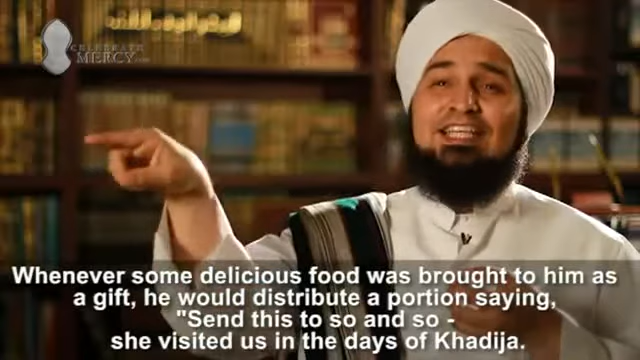 CELEBRATE
MERCY.com
Whenever some delicious food was brought to him as
a gift, he would distribute a portion saying,
"Send this to so and so -
she visited us in the days of Khadija.